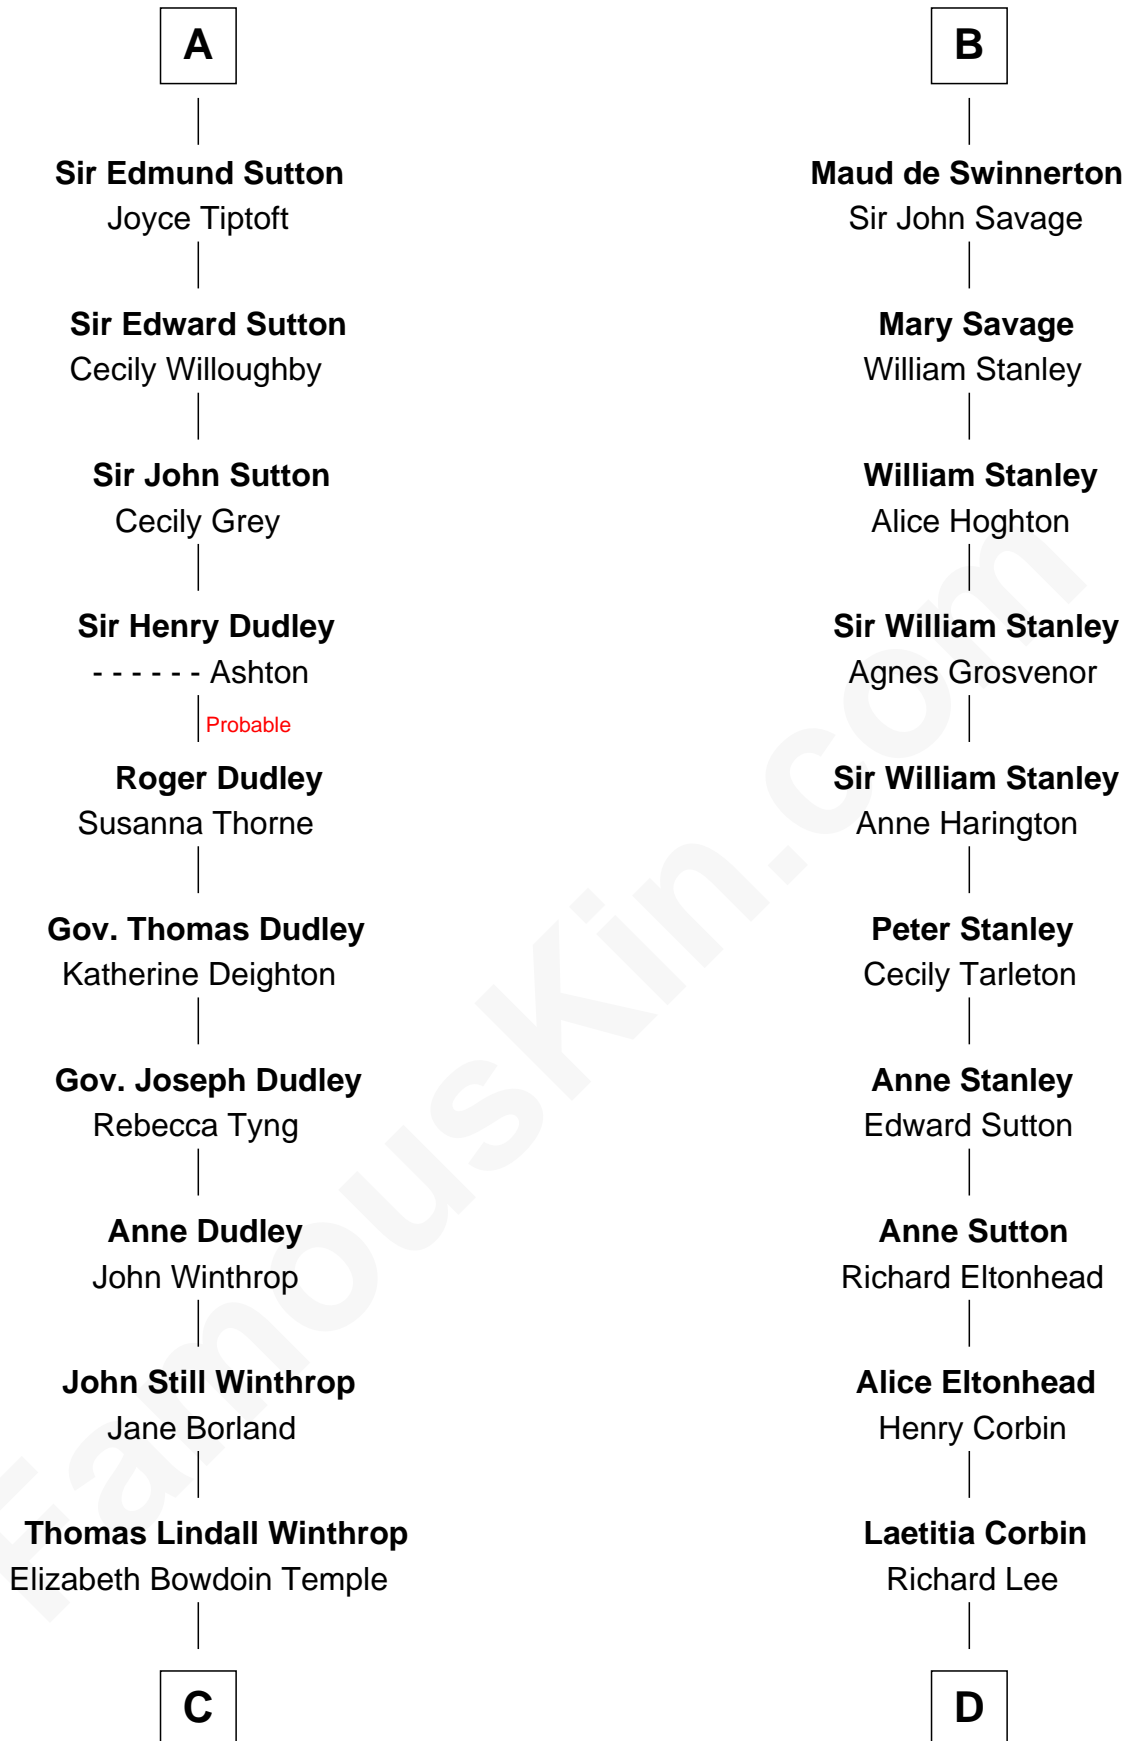 A
Sir Edmund Sutton
Joyce Tiptoft
Sir Edward Sutton
Cecily Willoughby
Sir John Sutton
Cecily Grey
Sir Henry Dudley
- - - - - - Ashton
Probable
Roger Dudley
Susanna Thorne
Gov. Thomas Dudley
Katherine Deighton
Gov. Joseph Dudley
Rebecca Tyng
Anne Dudley
John Winthrop
John Still Winthrop
Jane Borland
Thomas Lindall Winthrop
Elizabeth Bowdoin Temple
C
B
Maud de Swinnerton
Sir John Savage
Mary Savage
William Stanley
William Stanley
Alice Hoghton
Sir William Stanley
Agnes Grosvenor
Sir William Stanley
Anne Harington
Peter Stanley
Cecily Tarleton
Anne Stanley
Edward Sutton
Anne Sutton
Richard Eltonhead
Alice Eltonhead
Henry Corbin
Laetitia Corbin
Richard Lee
D
FamousKin.com